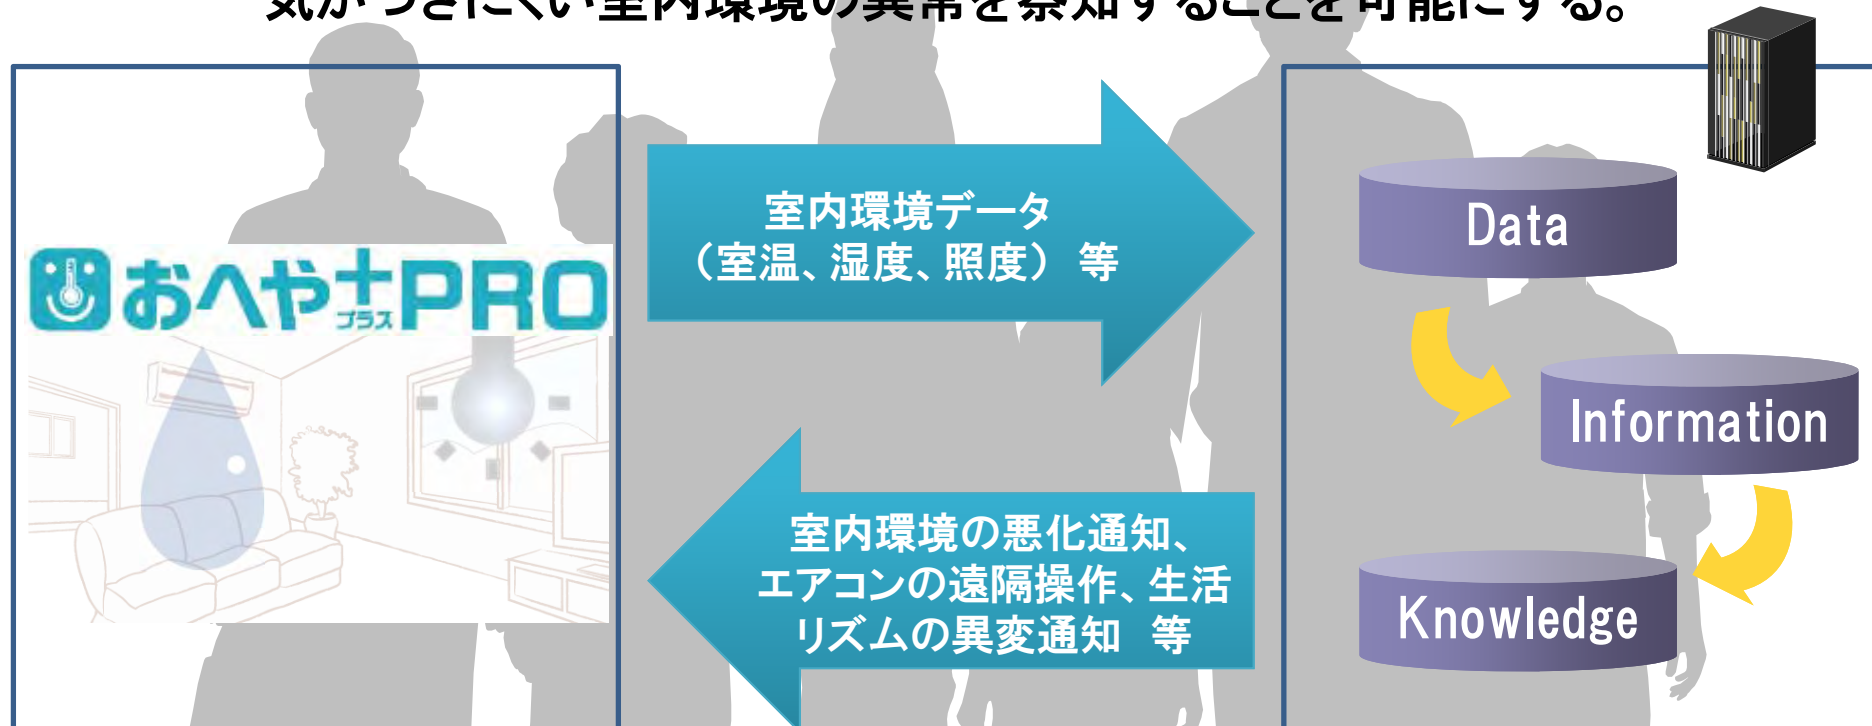 気がつきにくい室内環境の異常を察知することを可能にする。
室内環境データ
（室温、湿度、照度） 等
Data
おへや+PRO
プラス
Information
室内環境の悪化通知、
エアコンの遠隔操作、生活
リズムの異変通知　等
Knowledge